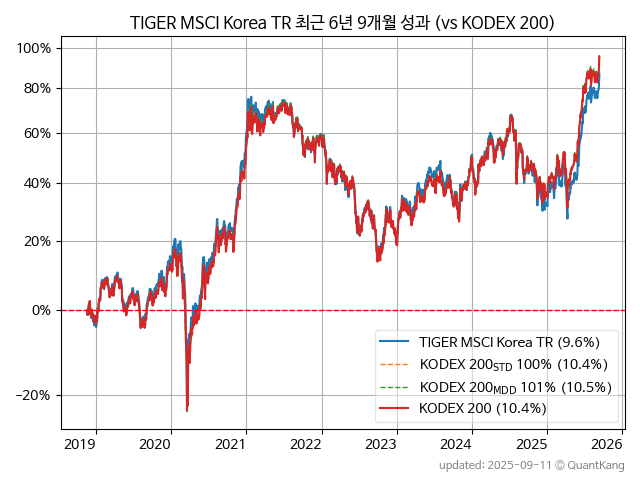 TIGER MSCI Korea TR 최근 6년 9개월 성과 (vs KODEX 200)
100%
80%
60%
40%
20%
0%
−20%
TIGER MSCI Korea TR (9.6%)
KODEX 200STD 100% (10.4%)
KODEX 200MDD 101% (10.5%)
KODEX 200 (10.4%)
2019 2020 2021 2022 2023 2024 2025 2026
updated: 2025-09-11 © QuantKang